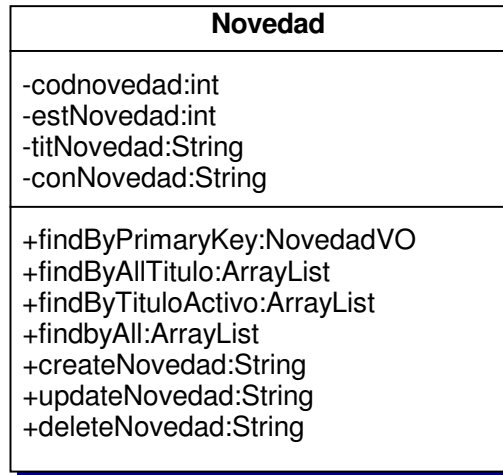 Novedad
-codnovedad:int
-estNovedad:int
-titNovedad:String
-conNovedad:String
+findByPrimaryKey:NovedadVO
+findByAllTitulo:ArrayList
+findByTituloActivo:ArrayList
+findbyAll:ArrayList
+createNovedad:String
+updateNovedad:String
+deleteNovedad:String